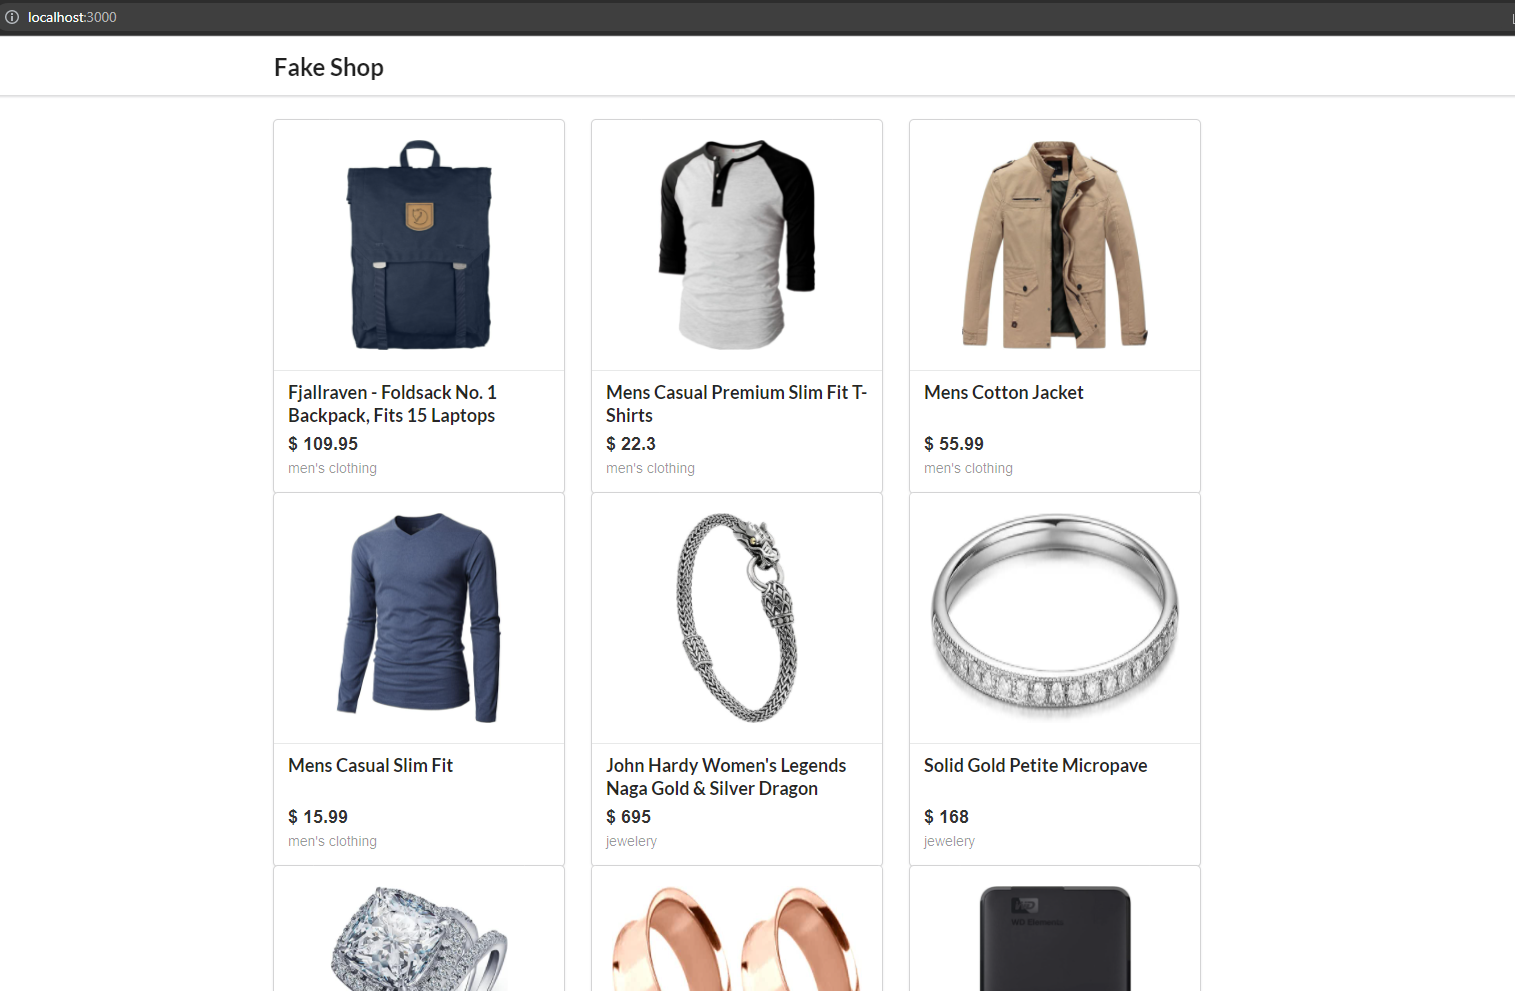 localhost:3000
Fake Shop
Fjallraven - Foldsack No. 1
Backpack, Fits 15 Laptops
$ 109.95
men's clothing
Mens Casual Premium Slim Fit T-
Shirts
$ 22.3
men's clothing
Mens Cotton Jacket
$ 55.99
men's clothing
Mens Casual Slim Fit
$ 15.99
men's clothing
John Hardy Women's Legends
Naga Gold & Silver Dragon
$ 695
jewelery
Solid Gold Petite Micropave
$ 168
jewelery
WD
WD Elements